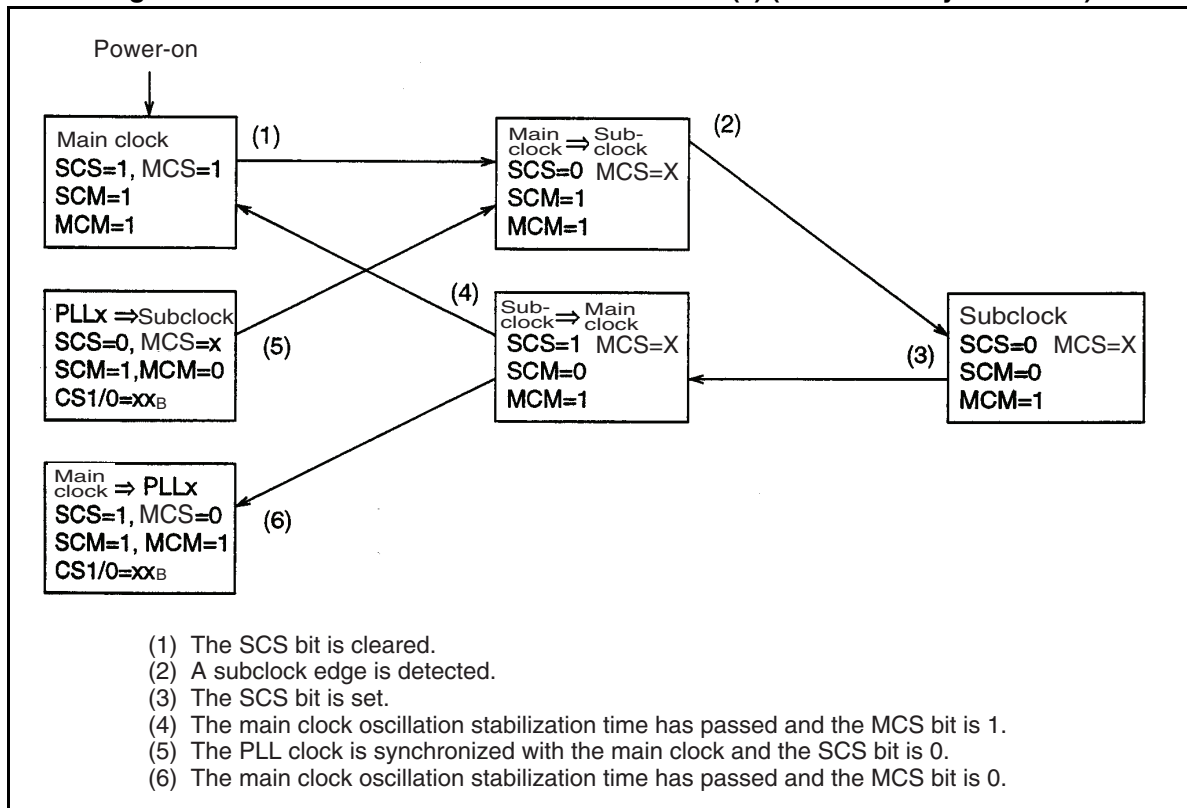 Power-on
Main clock
SCS=1, MCS=1
SCM=1
MCM=1
(1)
Main clock ⇒ Sub-clock
SCS=0 MCS=X
SCM=1
MCM=1
(2)
PLLx ⇒Subclock
SCS=0, MCS=x
SCM=1,MCM=0
CS1/0=xxB
(5)
(4)
Sub-clock ⇒ Main clock
SCS=1 MCS=X
SCM=0
MCM=1
(3)
Subclock
SCS=0 MCS=X
SCM=0
MCM=1
Main clock ⇒ PLLx
SCS=1, MCS=0
SCM=1, MCM=1
CS1/0=xxB
(6)
(1) The SCS bit is cleared.
(2) A subclock edge is detected.
(3) The SCS bit is set.
(4) The main clock oscillation stabilization time has passed and the MCS bit is 1.
(5) The PLL clock is synchronized with the main clock and the SCS bit is 0.
(6) The main clock oscillation stabilization time has passed and the MCS bit is 0.